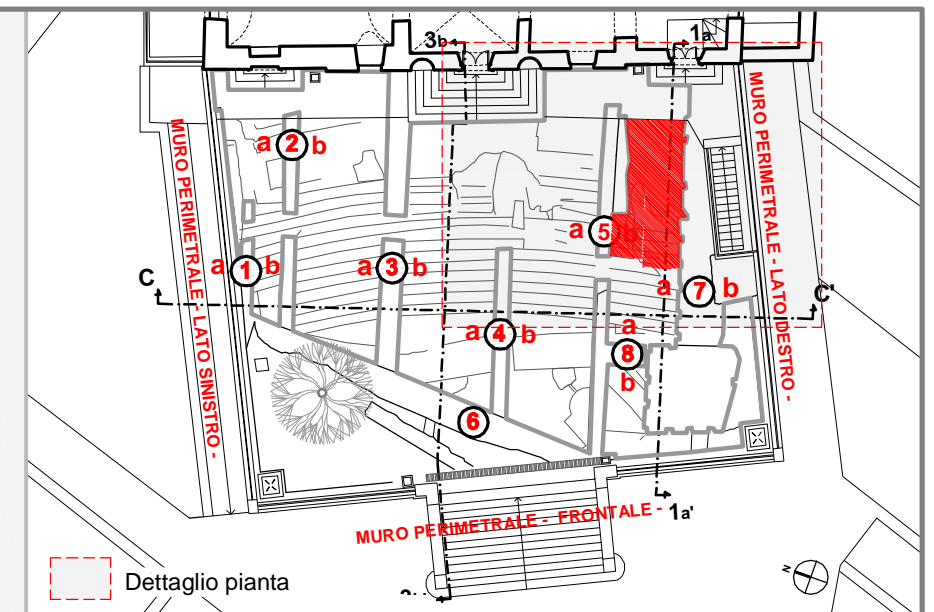 3b
1a
MURO PERIMETRALE - LATO SINISTRO -
MURO PERIMETRALE - LATO DESTRO -
a 2 b
a 5 b
a 1 b
a 3 b
a 7 b
C
C'
a 4 b
a
8
b
6
1a'
MURO PERIMETRALE - FRONTALE -
N
Dettaglio pianta